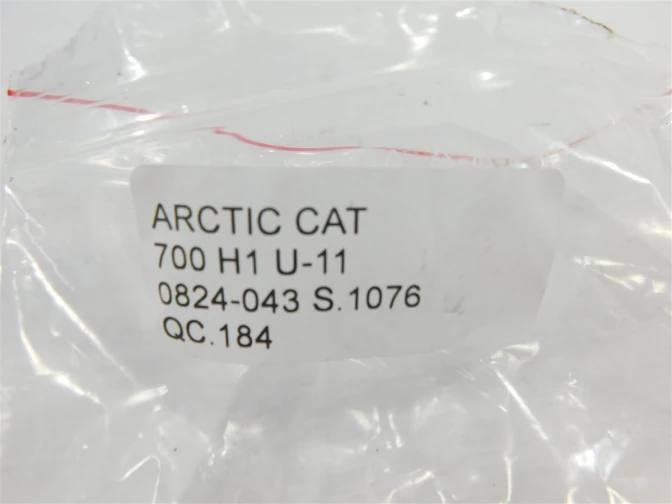 ARCTIC CAT
700 H1 U-11
0824-043 S.1076
QC.184